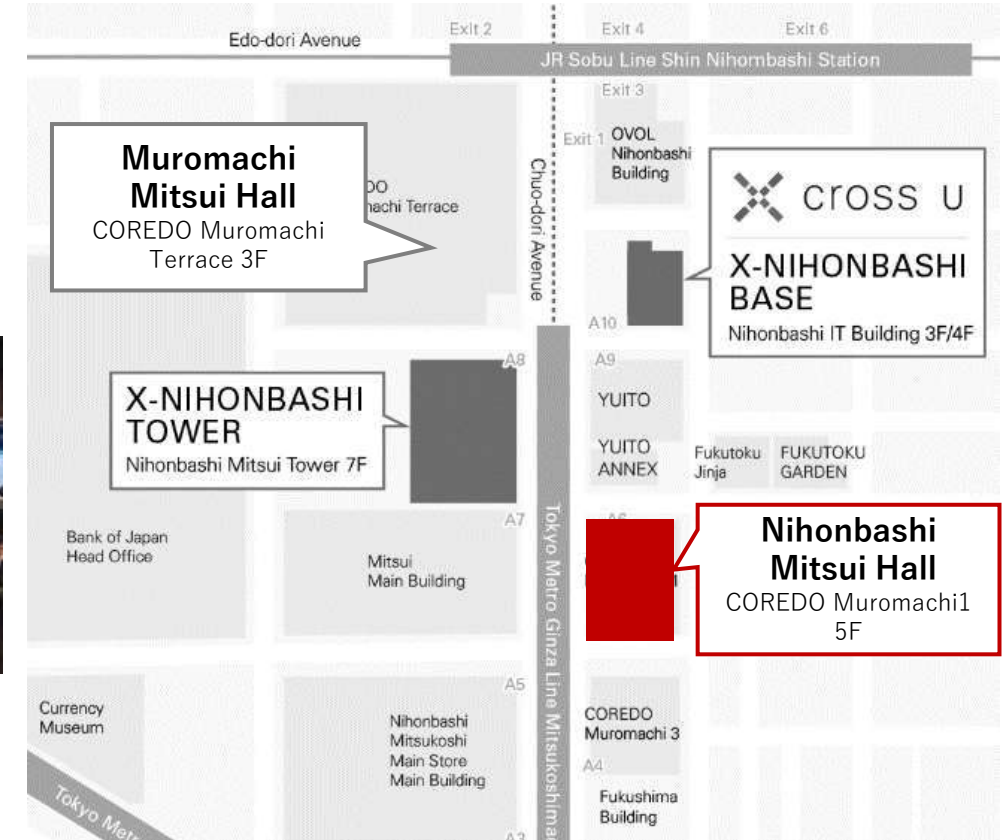 Edo-dori Avenue
Exit 2
Exit 4
Exit 6
JR Sobu Line Shin Nihombashi Station
Exit 3
Exit 1
OVOL
Nihonbashi
Building
Muromachi
Mitsui Hall
COREDO Muromachi
Terrace 3F
Terrace
Chuo-dori Avenue
cross U
X-NIHONBASHI
BASE
Nihonbashi IT Building 3F/4F
A10
A8
A9
X-NIHONBASHI
TOWER
Nihonbashi Mitsui Tower 7F
YUITO
YUITO
ANNEX
Fukutoku
Jinja
FUKUTOKU
GARDEN
A7
Bank of Japan
Head Office
Mitsui
Main Building
Tokyo Metro Ginza Line
Nihonbashi
Mitsui Hall
COREDO Muromachi1
5F
A5
Currency
Museum
Nihonbashi
Mitsukoshi
Main Store
Main Building
COREDO
Muromachi 3
A4
Fukushima
Building
Tokyo